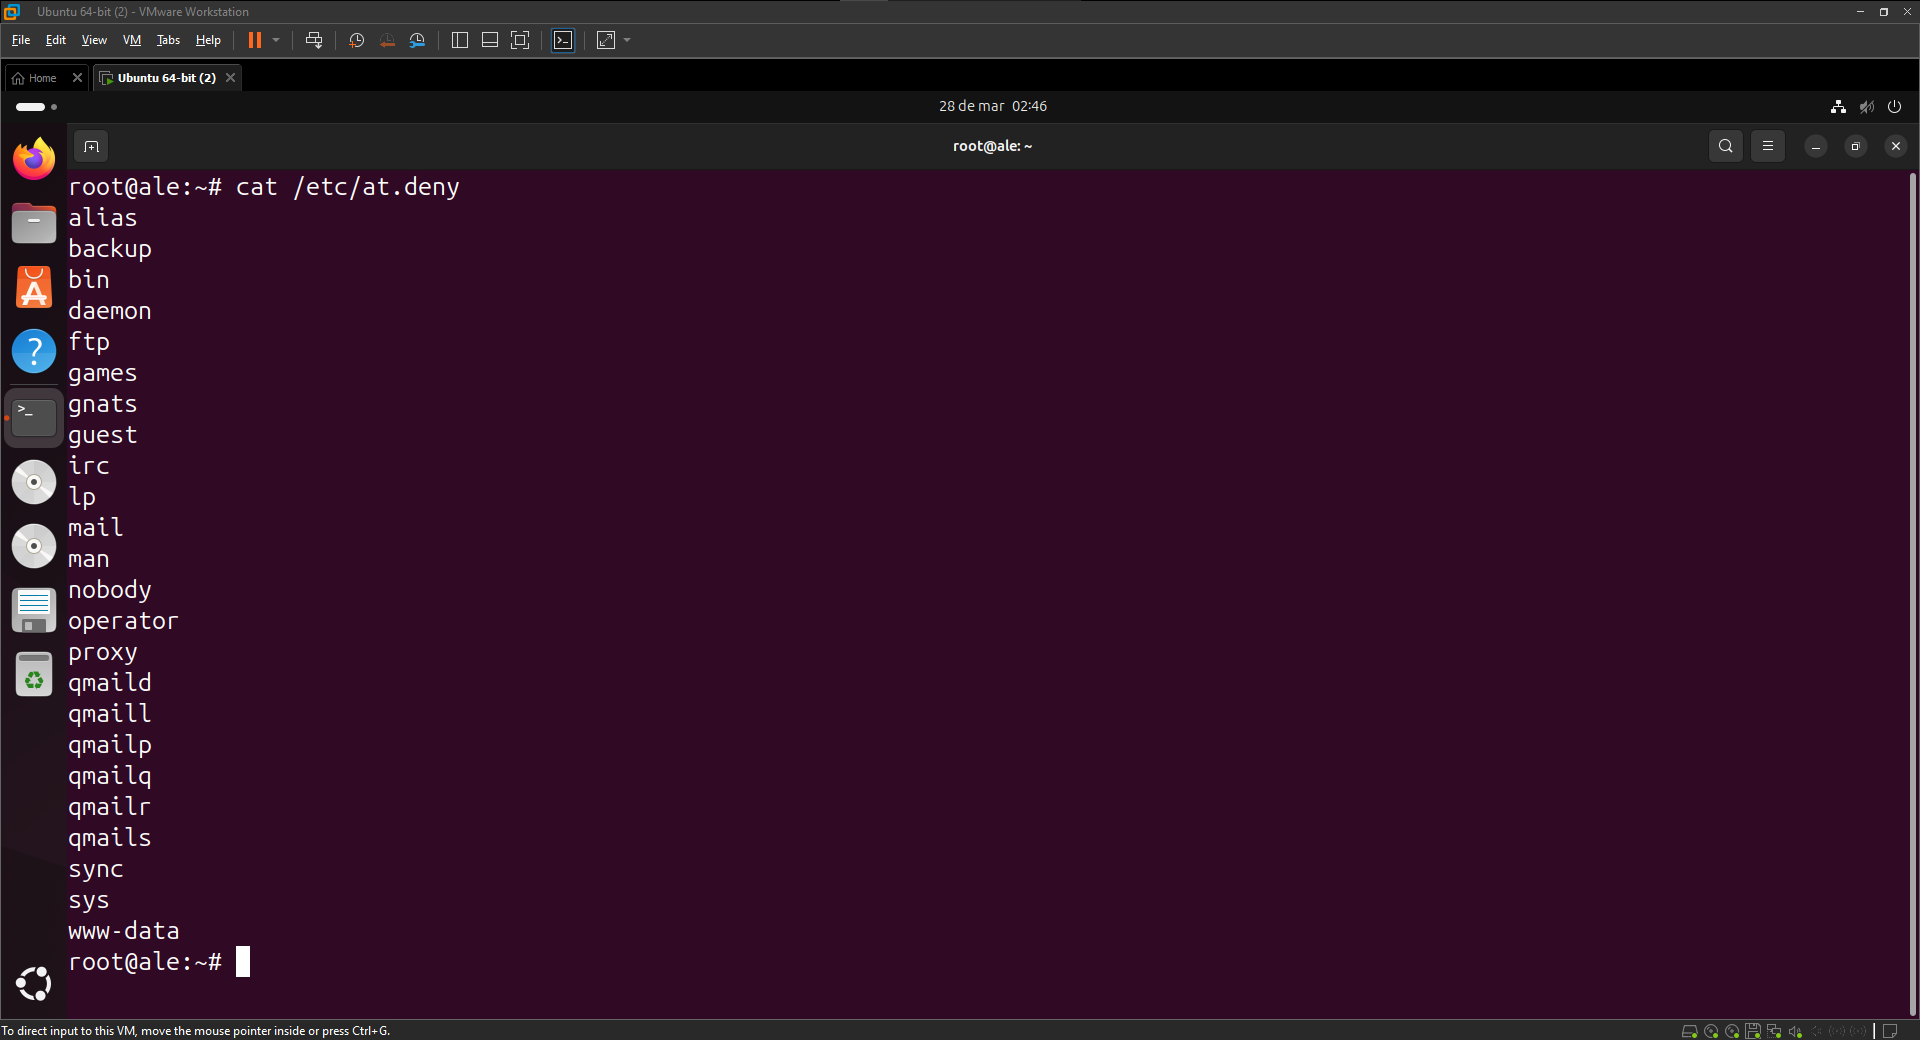 Ubuntu 64-bit (2) - VMware Workstation
File Edit View VM Tabs Help
Home
Ubuntu 64-bit (2)
28 de mar 02:46
root@ale: ~
root@ale:~# cat /etc/at.deny
alias
backup
bin
daemon
ftp
games
gnats
guest
irc
lp
mail
man
nobody
operator
proxy
qmaild
qmaill
qmailp
qmailq
qmailr
qmails
sync
sys
www-data
root@ale:~#
To direct input to this VM, move the mouse pointer inside or press Ctrl+G.